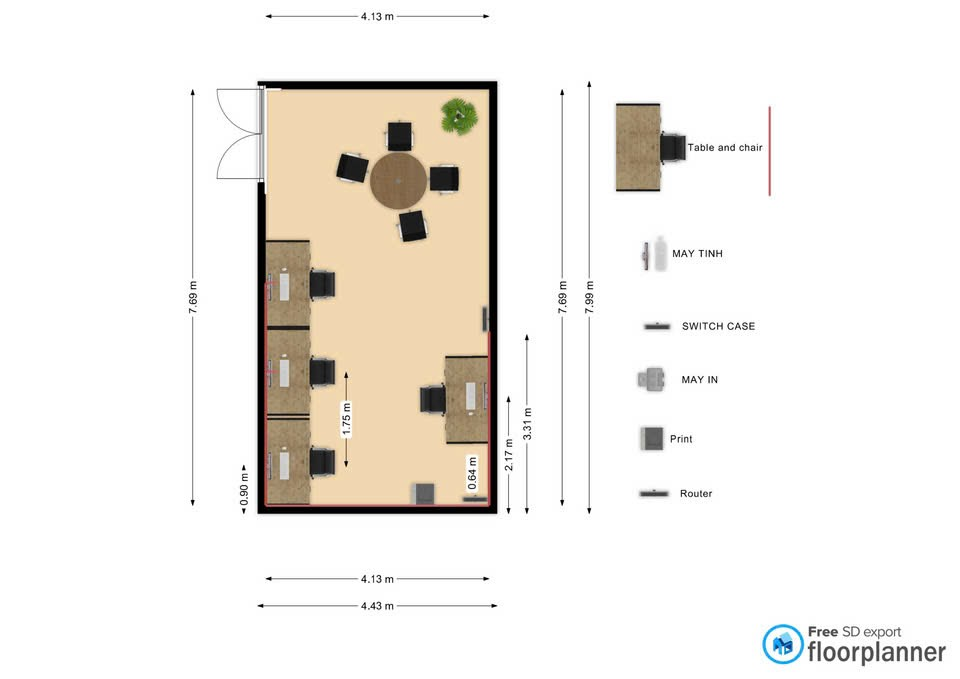 4.13 m
7.69 m
7.69 m
7.99 m
1.75 m
3.31 m
2.17 m
0.64 m
0.90 m
4.13 m
4.43 m
Table and chair
MAY TINH
SWITCH CASE
MAY IN
Print
Router
Free SD export
floorplanner